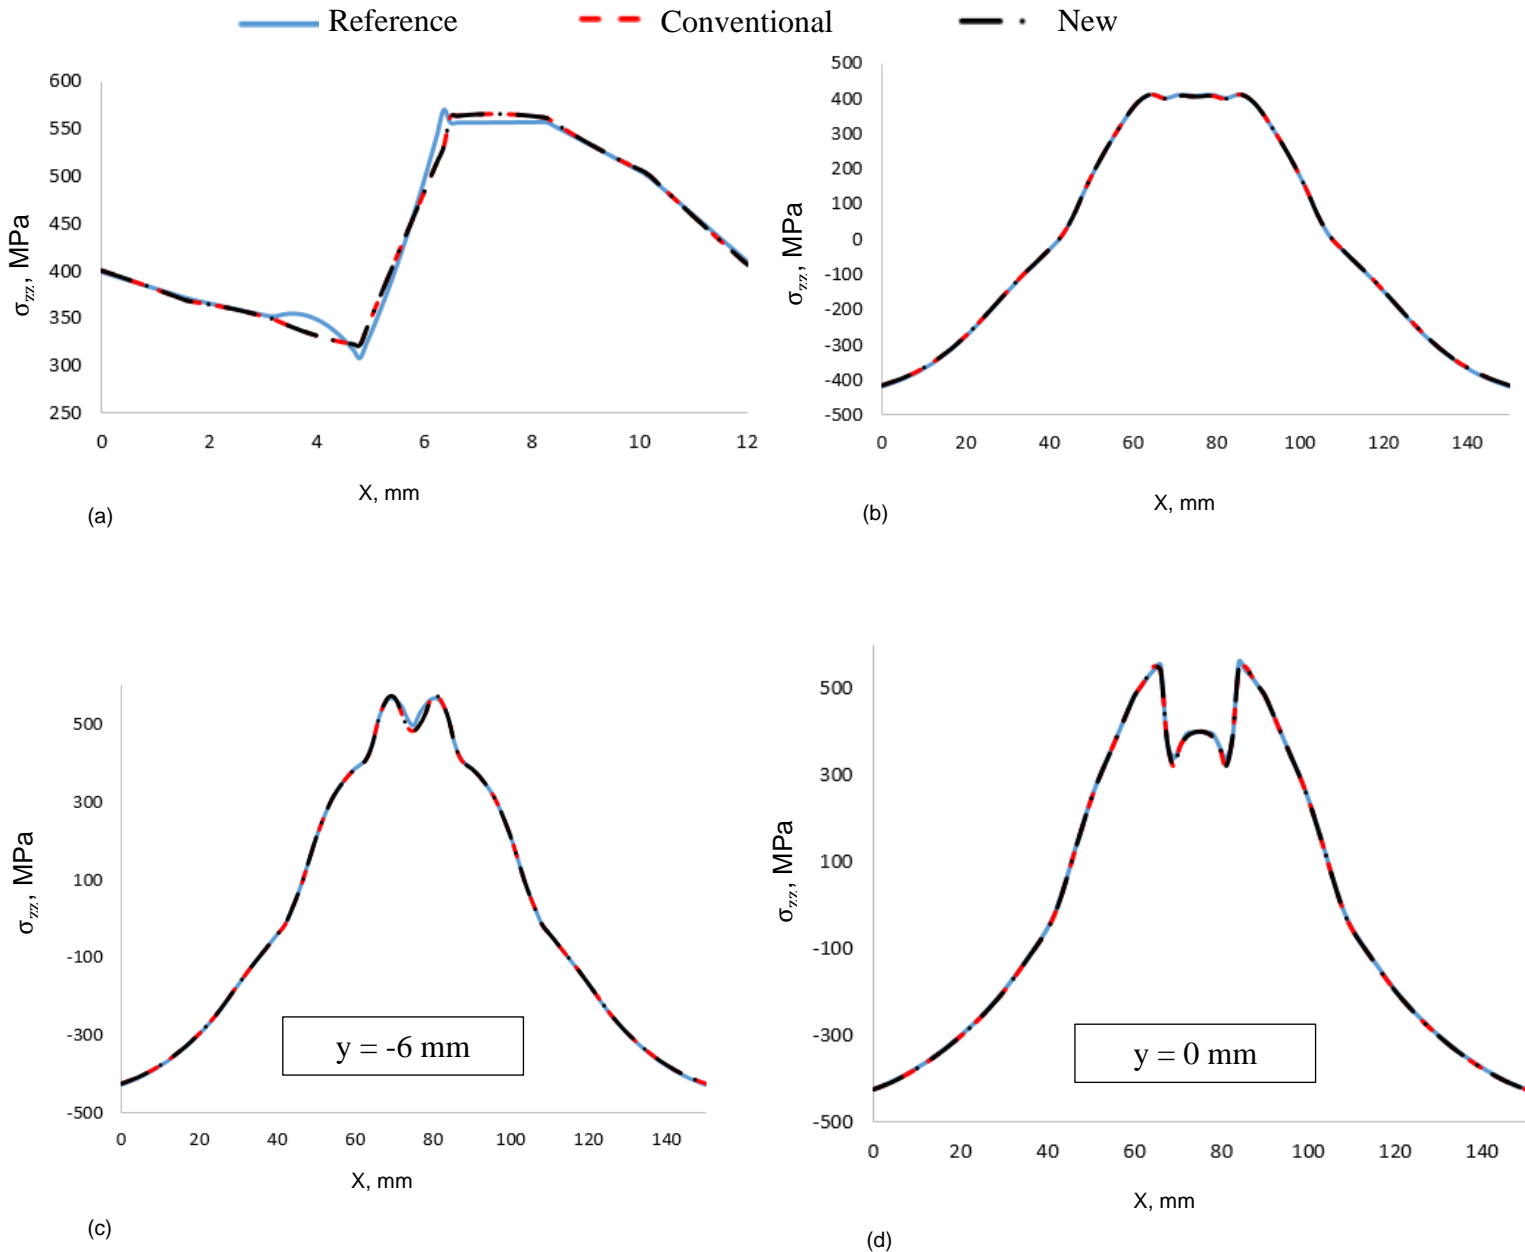 Reference
Conventional
New
600
550
500
450
400
350
300
250
0 2 4 6 8 10 12
σzz, MPa
X, mm
(a)
500
400
300
200
100
0
-100
-200
-300
-400
-500
0 20 40 60 80 100 120 140
σzz, MPa
X, mm
(b)
500
300
100
-100
-300
-500
0 20 40 60 80 100 120 140
σzz, MPa
y = -6 mm
X, mm
(c)
500
300
100
-100
-300
-500
0 20 40 60 80 100 120 140
σzz, MPa
y = 0 mm
X, mm
(d)